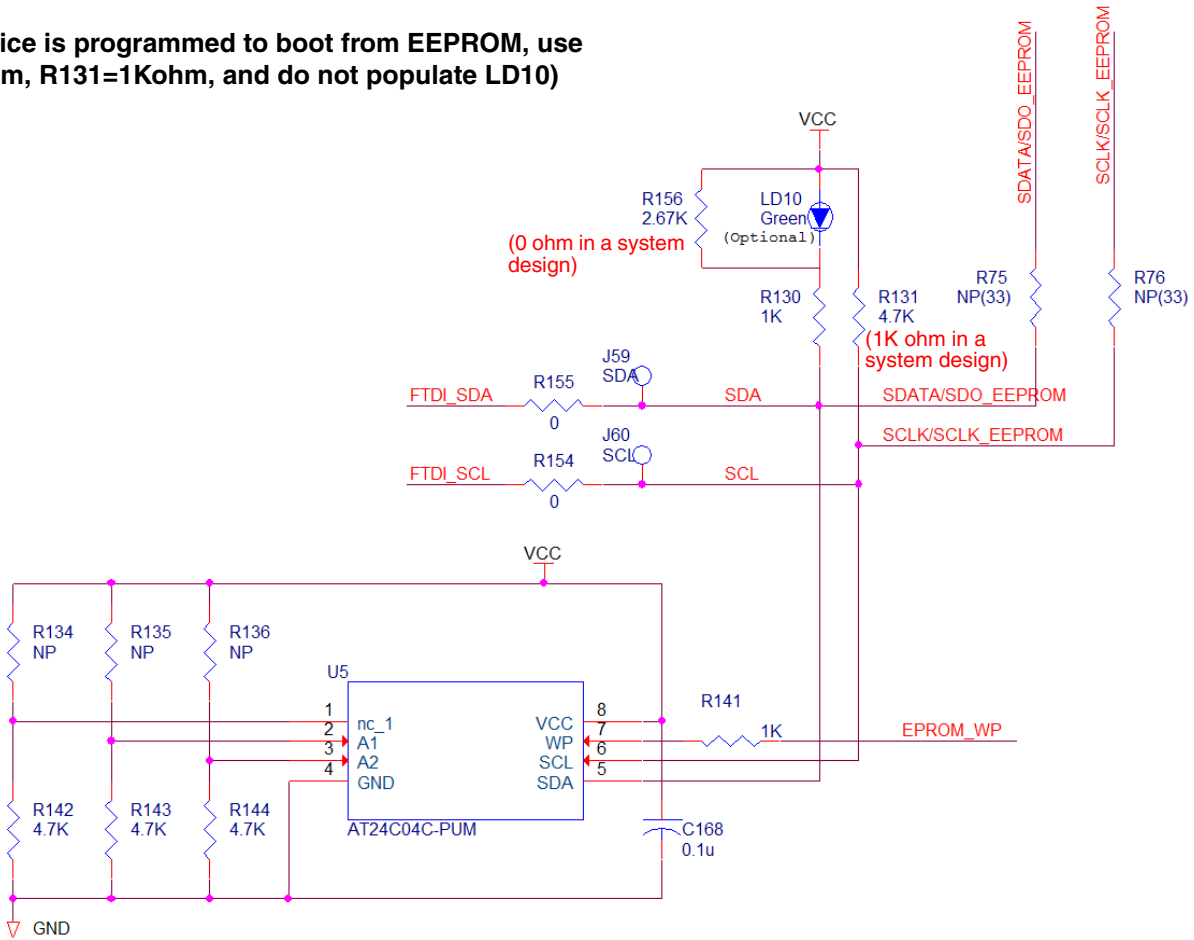 ice is programmed to boot from EEPROM, use
m, R131=1Kohm, and do not populate LD10)
SDATA/SDO_EEPROM
SCLK/SCLK_EEPROM
VCC
R156
2.67K
(0 ohm in a system
design)
LD10
Green
(Optional)
R75
NP(33)
R76
NP(33)
R130
1K
R131
4.7K
(1K ohm in a
system design)
J59
SDA
FTDI_SDA
R155
0
SDA
SDATA/SDO_EEPROM
J60
SCL
SCLK/SCLK_EEPROM
FTDI_SCL
R154
0
SCL
VCC
R134
NP
R135
NP
R136
NP
U5
1
2
3
4
nc_1
A1
A2
GND
VCC
WP
SCL
SDA
8
7
6
5
AT24C04C-PUM
R141
1K
EPROM_WP
R142
4.7K
R143
4.7K
R144
4.7K
C168
0.1u
GND